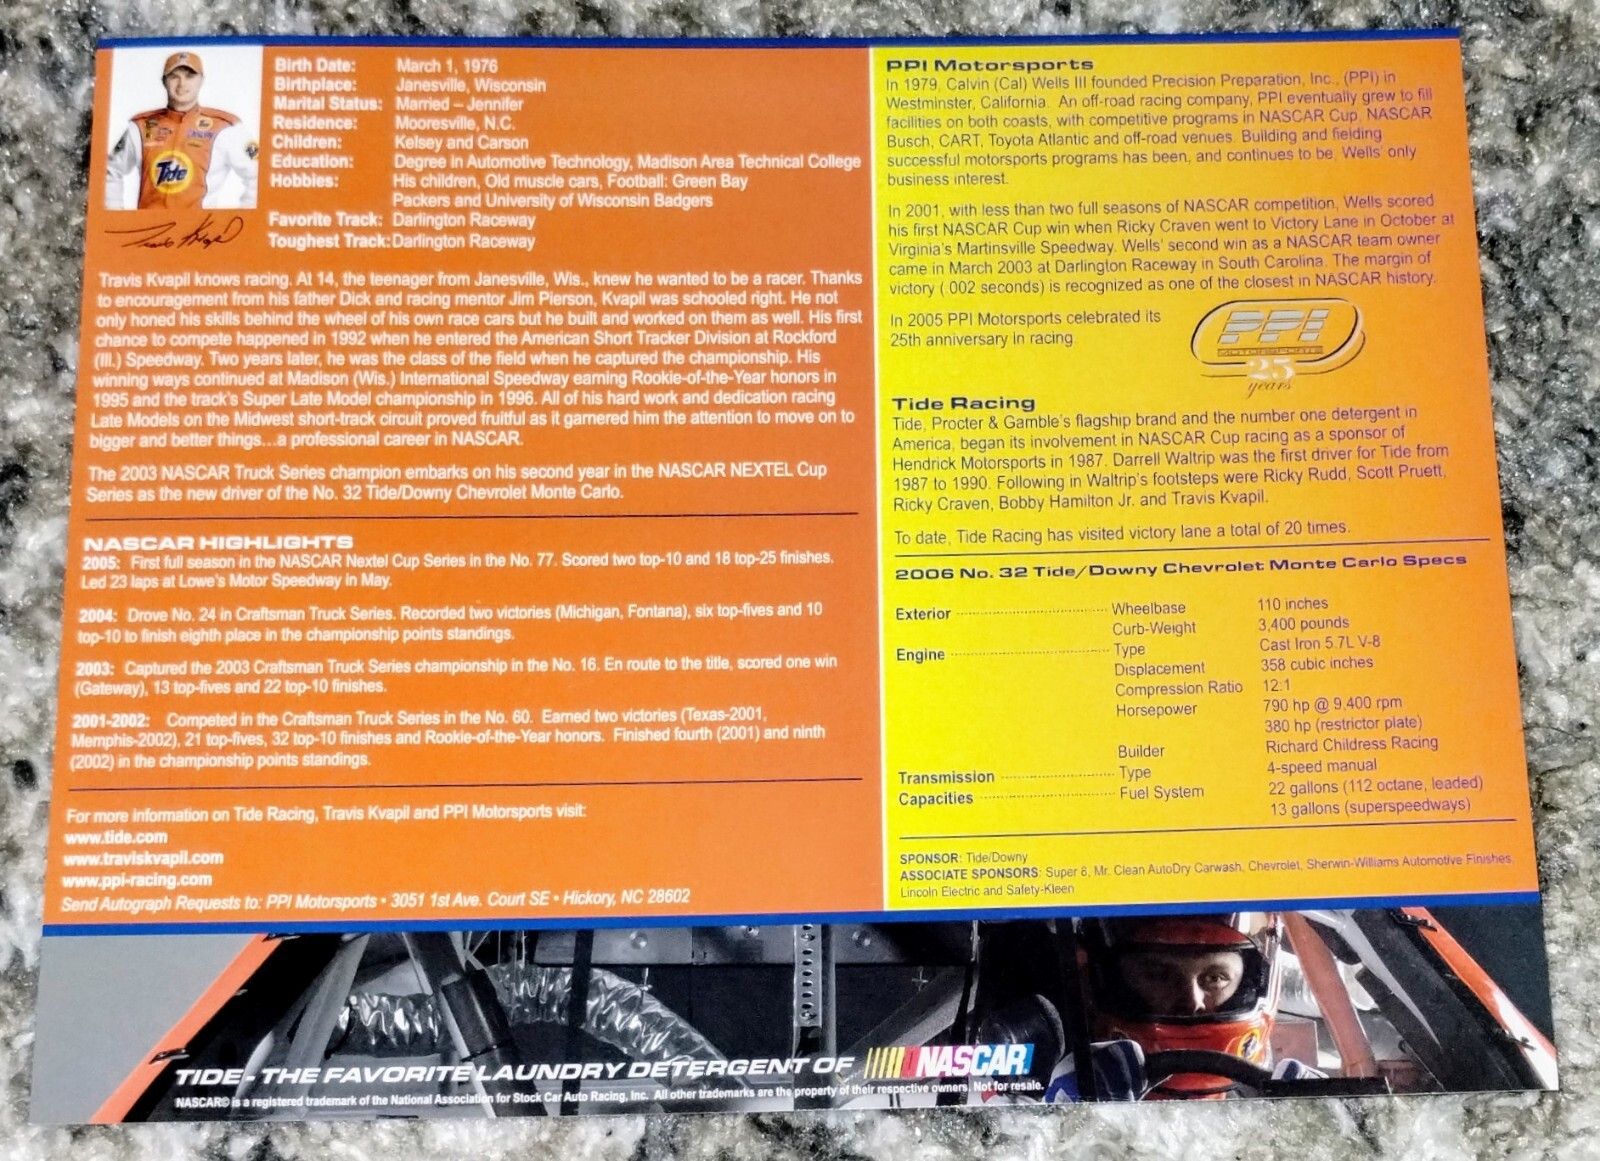 Birth Date: March 1, 1976
Birthplace: Janesville, Wisconsin
Marital Status: Married – Jennifer
Residence: Mooresville, N.C.
Children: Kelsey and Carson
Education: Degree in Automotive Technology, Madison Area Technical College
Hobbies: His children, Old muscle cars, Football: Green Bay
Packers and University of Wisconsin Badgers
Favorite Track: Darlington Raceway
Toughest Track: Darlington Raceway
Tide
Travis Kvapil knows racing. At 14, the teenager from Janesville, Wis., knew he wanted to be a racer. Thanks
to encouragement from his father Dick and racing mentor Jim Pierson, Kvapil was schooled right. He not
only honed his skills behind the wheel of his own race cars but he built and worked on them as well. His first
chance to compete happened in 1992 when he entered the American Short Tracker Division at Rockford
(Ill.) Speedway. Two years later, he was the class of the field when he captured the championship. His
winning ways continued at Madison (Wis.) International Speedway earning Rookie-of-the-Year honors in
1995 and the track's Super Late Model championship in 1996. All of his hard work and dedication racing
Late Models on the Midwest short-track circuit proved fruitful as it garnered him the attention to move on to
bigger and better things...a professional career in NASCAR.
The 2003 NASCAR Truck Series champion embarks on his second year in the NASCAR NEXTEL Cup
Series as the new driver of the No. 32 Tide/Downy Chevrolet Monte Carlo.
NASCAR HIGHLIGHTS
2005: First full season in the NASCAR Nextel Cup Series in the No. 77. Scored two top-10 and 18 top-25 finishes.
Led 23 laps at Lowe's Motor Speedway in May.
2004: Drove No. 24 in Craftsman Truck Series. Recorded two victories (Michigan, Fontana), six top-fives and 10
top-10 to finish eighth place in the championship points standings.
2003: Captured the 2003 Craftsman Truck Series championship in the No. 16. En route to the title, scored one win
(Gateway), 13 top-fives and 22 top-10 finishes.
2001-2002: Competed in the Craftsman Truck Series in the No. 60. Earned two victories (Texas-2001,
Memphis-2002), 21 top-fives, 32 top-10 finishes and Rookie-of-the-Year honors. Finished fourth (2001) and ninth
(2002) in the championship points standings.
For more information on Tide Racing, Travis Kvapil and PPI Motorsports visit:
www.tide.com
www.traviskvapil.com
www.ppi-racing.com
Send Autograph Requests to: PPI Motorsports • 3051 1st Ave. Court SE • Hickory, NC 28602
PPI Motorsports
In 1979, Calvin (Cal) Wells III founded Precision Preparation, Inc., (PPI) in
Westminster, California. An off-road racing company, PPI eventually grew to fill
facilities on both coasts, with competitive programs in NASCAR Cup, NASCAR
Busch, CART, Toyota Atlantic and off-road venues. Building and fielding
successful motorsports programs has been, and continues to be, Wells' only
business interest.
In 2001, with less than two full seasons of NASCAR competition, Wells scored
his first NASCAR Cup win when Ricky Craven went to Victory Lane in October at
Virginia's Martinsville Speedway. Wells' second win as a NASCAR team owner
came in March 2003 at Darlington Raceway in South Carolina. The margin of
victory (.002 seconds) is recognized as one of the closest in NASCAR history.
In 2005 PPI Motorsports celebrated its
25th anniversary in racing.
PPI
25
years
Tide Racing
Tide, Procter & Gamble's flagship brand and the number one detergent in
America, began its involvement in NASCAR Cup racing as a sponsor of
Hendrick Motorsports in 1987. Darrell Waltrip was the first driver for Tide from
1987 to 1990. Following in Waltrip's footsteps were Ricky Rudd, Scott Pruett,
Ricky Craven, Bobby Hamilton Jr. and Travis Kvapil.
To date, Tide Racing has visited victory lane a total of 20 times.
2006 No. 32 Tide/Downy Chevrolet Monte Carlo Specs
Exterior Wheelbase 110 inches
Curb-Weight 3,400 pounds
Engine Type Cast Iron 5.7L V-8
Displacement 358 cubic inches
Compression Ratio 12:1
Horsepower 790 hp @ 9,400 rpm
380 hp (restrictor plate)
Builder Richard Childress Racing
Transmission Type 4-speed manual
Capacities Fuel System 22 gallons (112 octane, leaded)
13 gallons (superspeedways)
SPONSOR: Tide/Downy
ASSOCIATE SPONSORS: Super 8, Mr. Clean AutoDry Carwash, Chevrolet, Sherwin-Williams Automotive Finishes,
Lincoln Electric and Safety-Kleen
TIDE - THE FAVORITE LAUNDRY DETERGENT OF NASCAR.
NASCAR® is a registered trademark of the National Association for Stock Car Auto Racing, Inc. All other trademarks are the property of their respective owners. Not for resale.